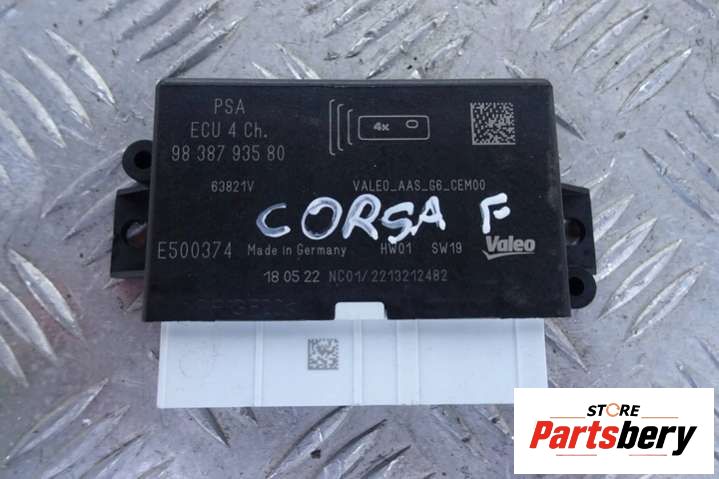 PSA
ECU 4 Ch. 4x
98 387 935 80
63821V VALEO_AAS_G6_CEM00
CORSA F
E500374 Made in Germany HW01 SW19 Valeo
18 05 22 NC01/2213212482
STORE
Partsbery